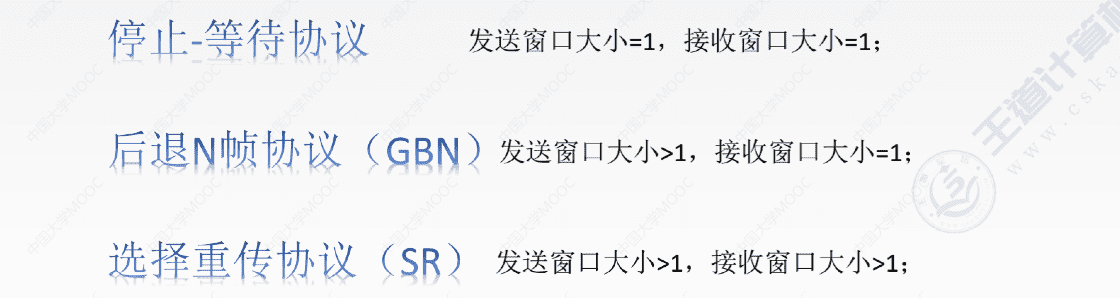 停止-等待协议 发送窗口大小=1，接收窗口大小=1；
后退N帧协议（GBN）发送窗口大小>1，接收窗口大小=1；
选择重传协议（SR） 发送窗口大小>1，接收窗口大小>1；
王道计算机
www.cska
中国大学MOOC